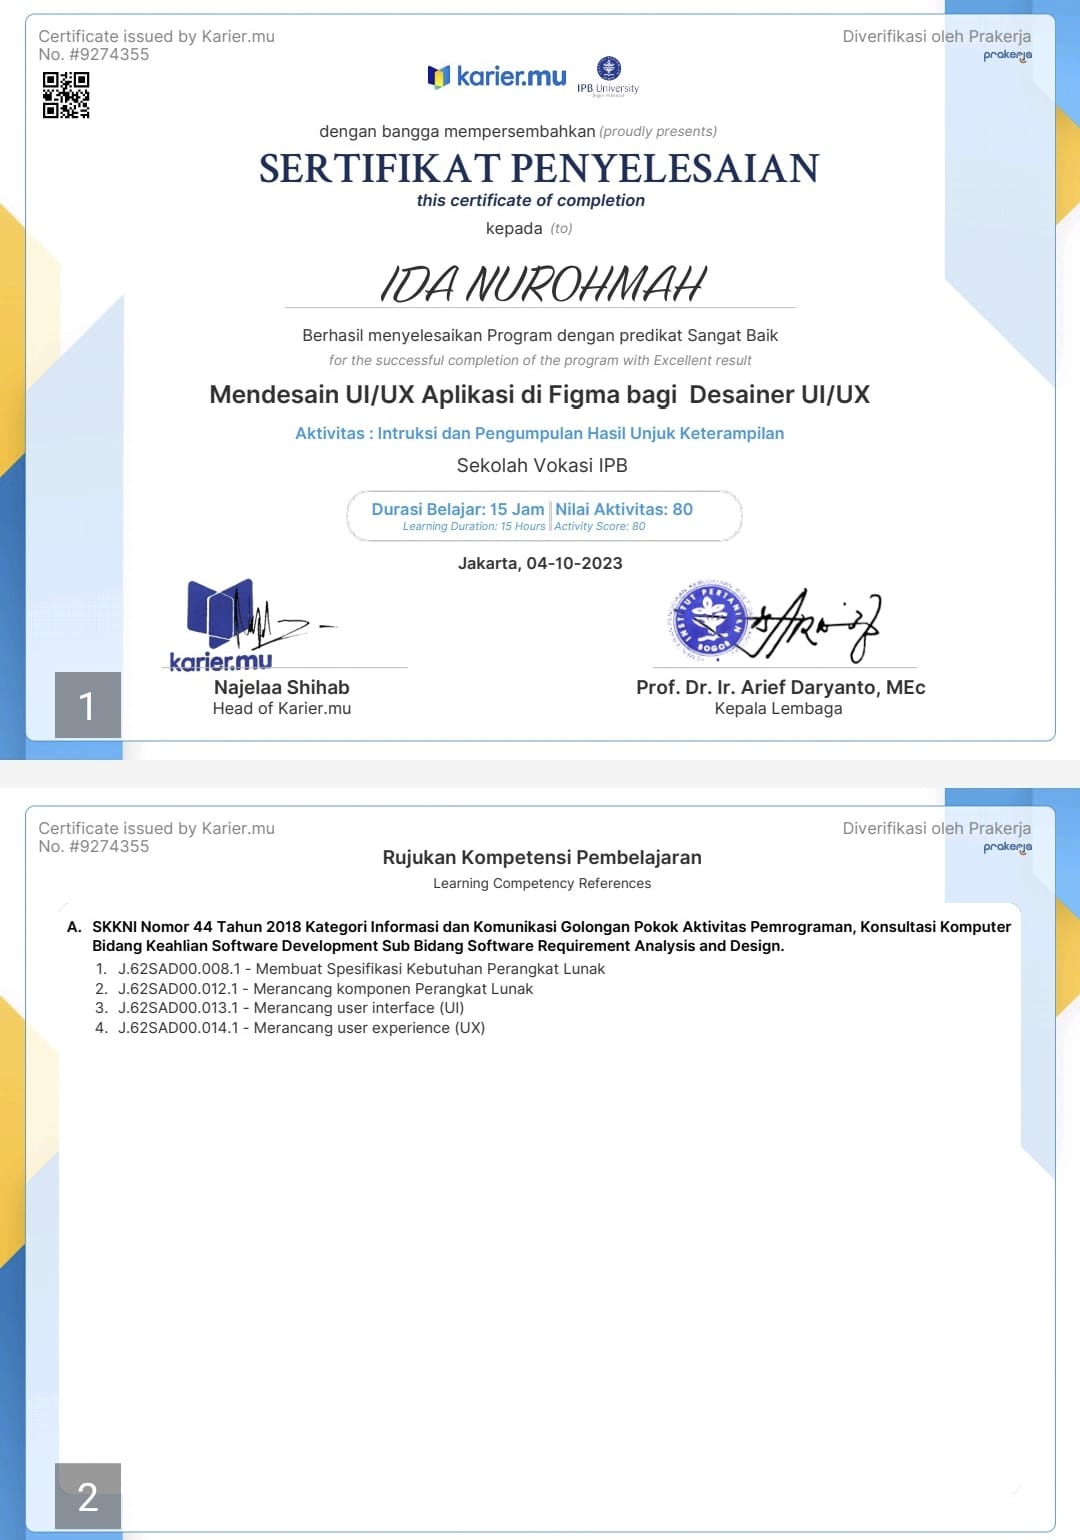 Certificate issued by Karier.mu
No. #9274355
Diverifikasi oleh Prakerja
prakerja
karier.mu
IPB University
dengan bangga mempersembahkan (proudly presents)
SERTIFIKAT PENYELESAIAN
this certificate of completion
kepada (to)
IDA NUROHMAH
Berhasil menyelesaikan Program dengan predikat Sangat Baik
for the successful completion of the program with Excellent result
Mendesain UI/UX Aplikasi di Figma bagi Desainer UI/UX
Aktivitas : Intruksi dan Pengumpulan Hasil Unjuk Keterampilan
Sekolah Vokasi IPB
Durasi Belajar: 15 Jam Nilai Aktivitas: 80
Learning Duration: 15 Hours Activity Score: 80
Jakarta, 04-10-2023
karier.mu
INSTITUT PERTANIAN BOGOR
Najelaa Shihab
Head of Karier.mu
Prof. Dr. Ir. Arief Daryanto, MEc
Kepala Lembaga
1
Certificate issued by Karier.mu
No. #9274355
Diverifikasi oleh Prakerja
prakerja
Rujukan Kompetensi Pembelajaran
Learning Competency References
A. SKKNI Nomor 44 Tahun 2018 Kategori Informasi dan Komunikasi Golongan Pokok Aktivitas Pemrograman, Konsultasi Komputer
Bidang Keahlian Software Development Sub Bidang Software Requirement Analysis and Design.
1. J.62SAD00.008.1 - Membuat Spesifikasi Kebutuhan Perangkat Lunak
2. J.62SAD00.012.1 - Merancang komponen Perangkat Lunak
3. J.62SAD00.013.1 - Merancang user interface (UI)
4. J.62SAD00.014.1 - Merancang user experience (UX)
2